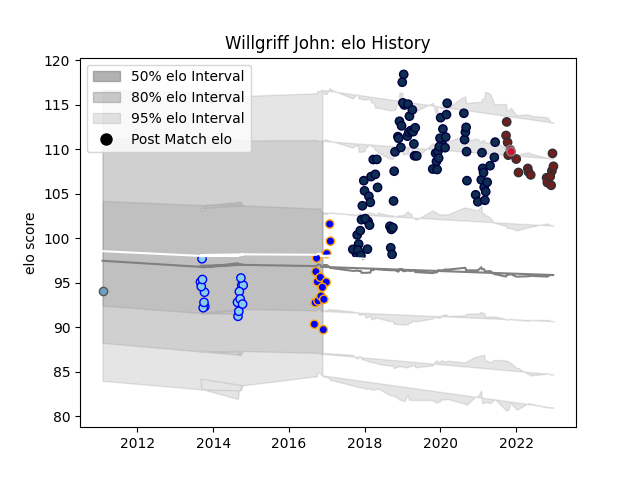 Willgriff John: elo History
120
115
110
105
100
95
90
85
80
elo score
50% elo Interval
80% elo Interval
95% elo Interval
Post Match elo
2012
2014
2016
2018
2020
2022